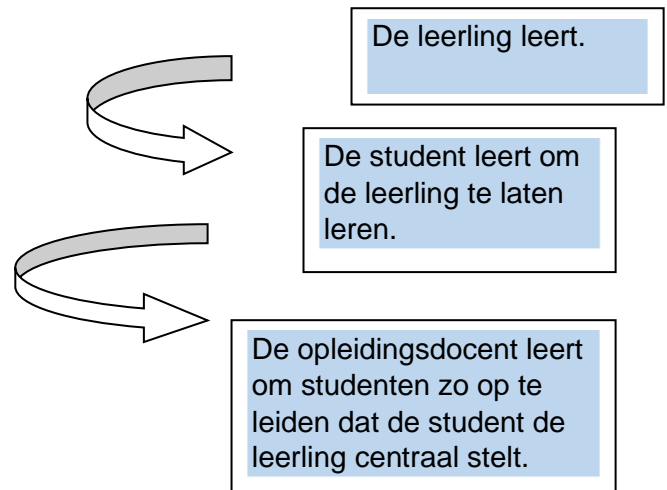 De leerling leert.
De student leert om
de leerling te laten
leren.
De opleidingsdocent leert
om studenten zo op te
leiden dat de student de
leerling centraal stelt.